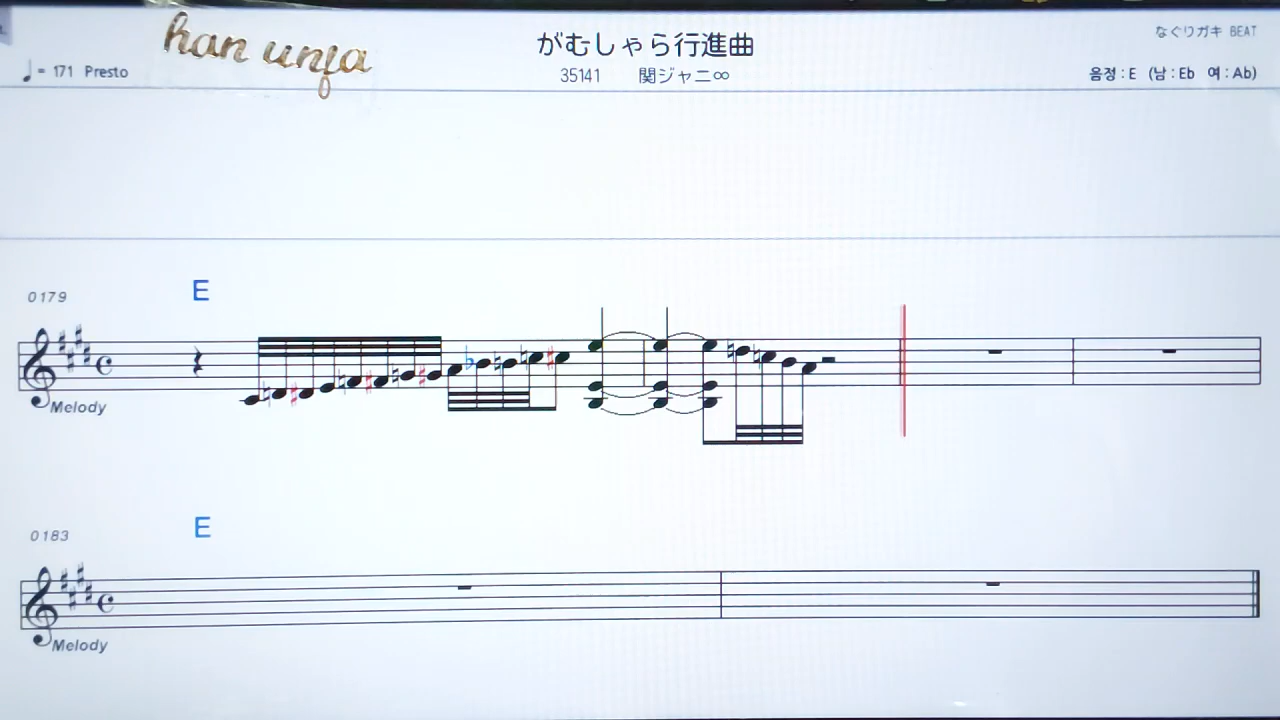 han unfa
がむしゃら行進曲
なぐりガキ BEAT
♩= 171 Presto
35141 関ジャニ∞
음정 : E (남 : Eb 여 : Ab)
0179
E
Melody
0183
E
Melody